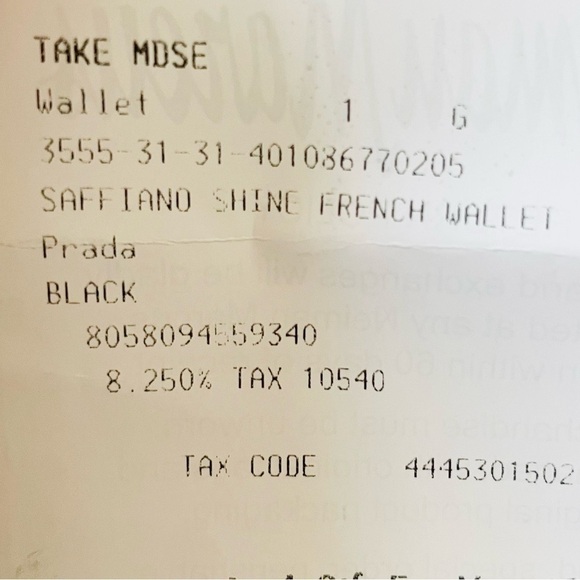 TAKE MDSE
Wallet 1 G
3555-31-31-401086770205
SAFFIANO SHINE FRENCH WALLET
Prada
BLACK
8058094559340
8.250% TAX 10540
TAX CODE 4445301502